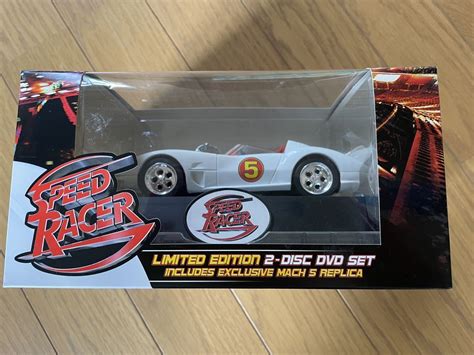 SPEED
RACER
5
SPEED
RACER
LIMITED EDITION 2-DISC DVD SET
INCLUDES EXCLUSIVE MACH 5 REPLICA